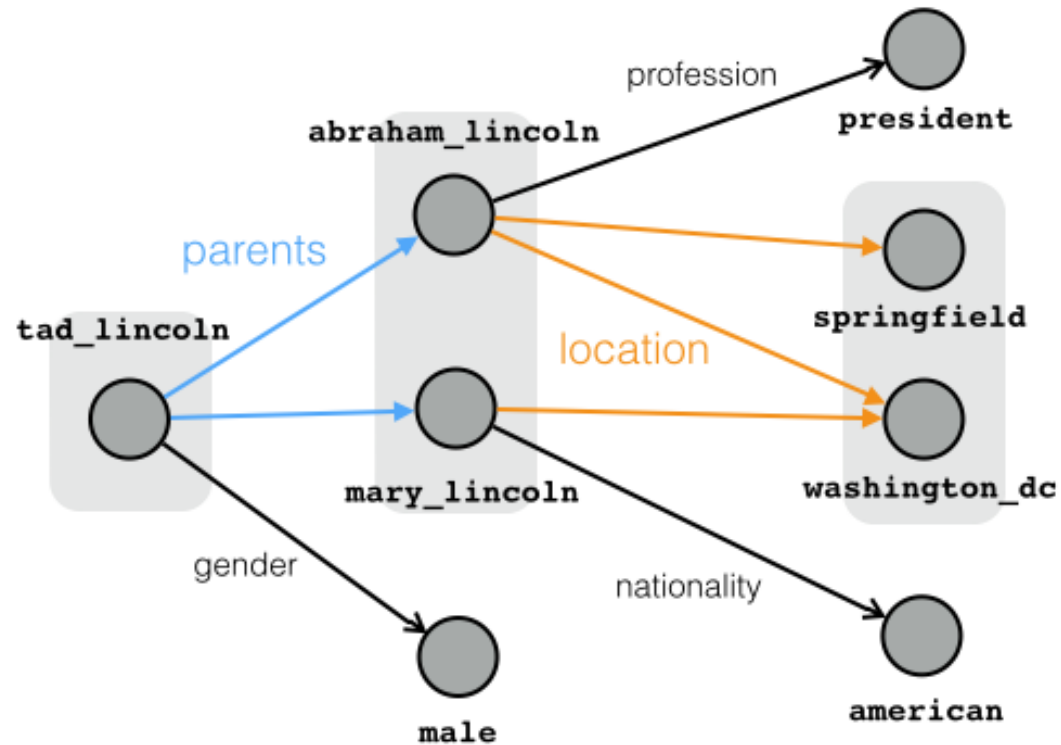 profession
president
abraham_lincoln
parents
springfield
tad_lincoln
location
mary_lincoln
washington_dc
gender
nationality
american
male